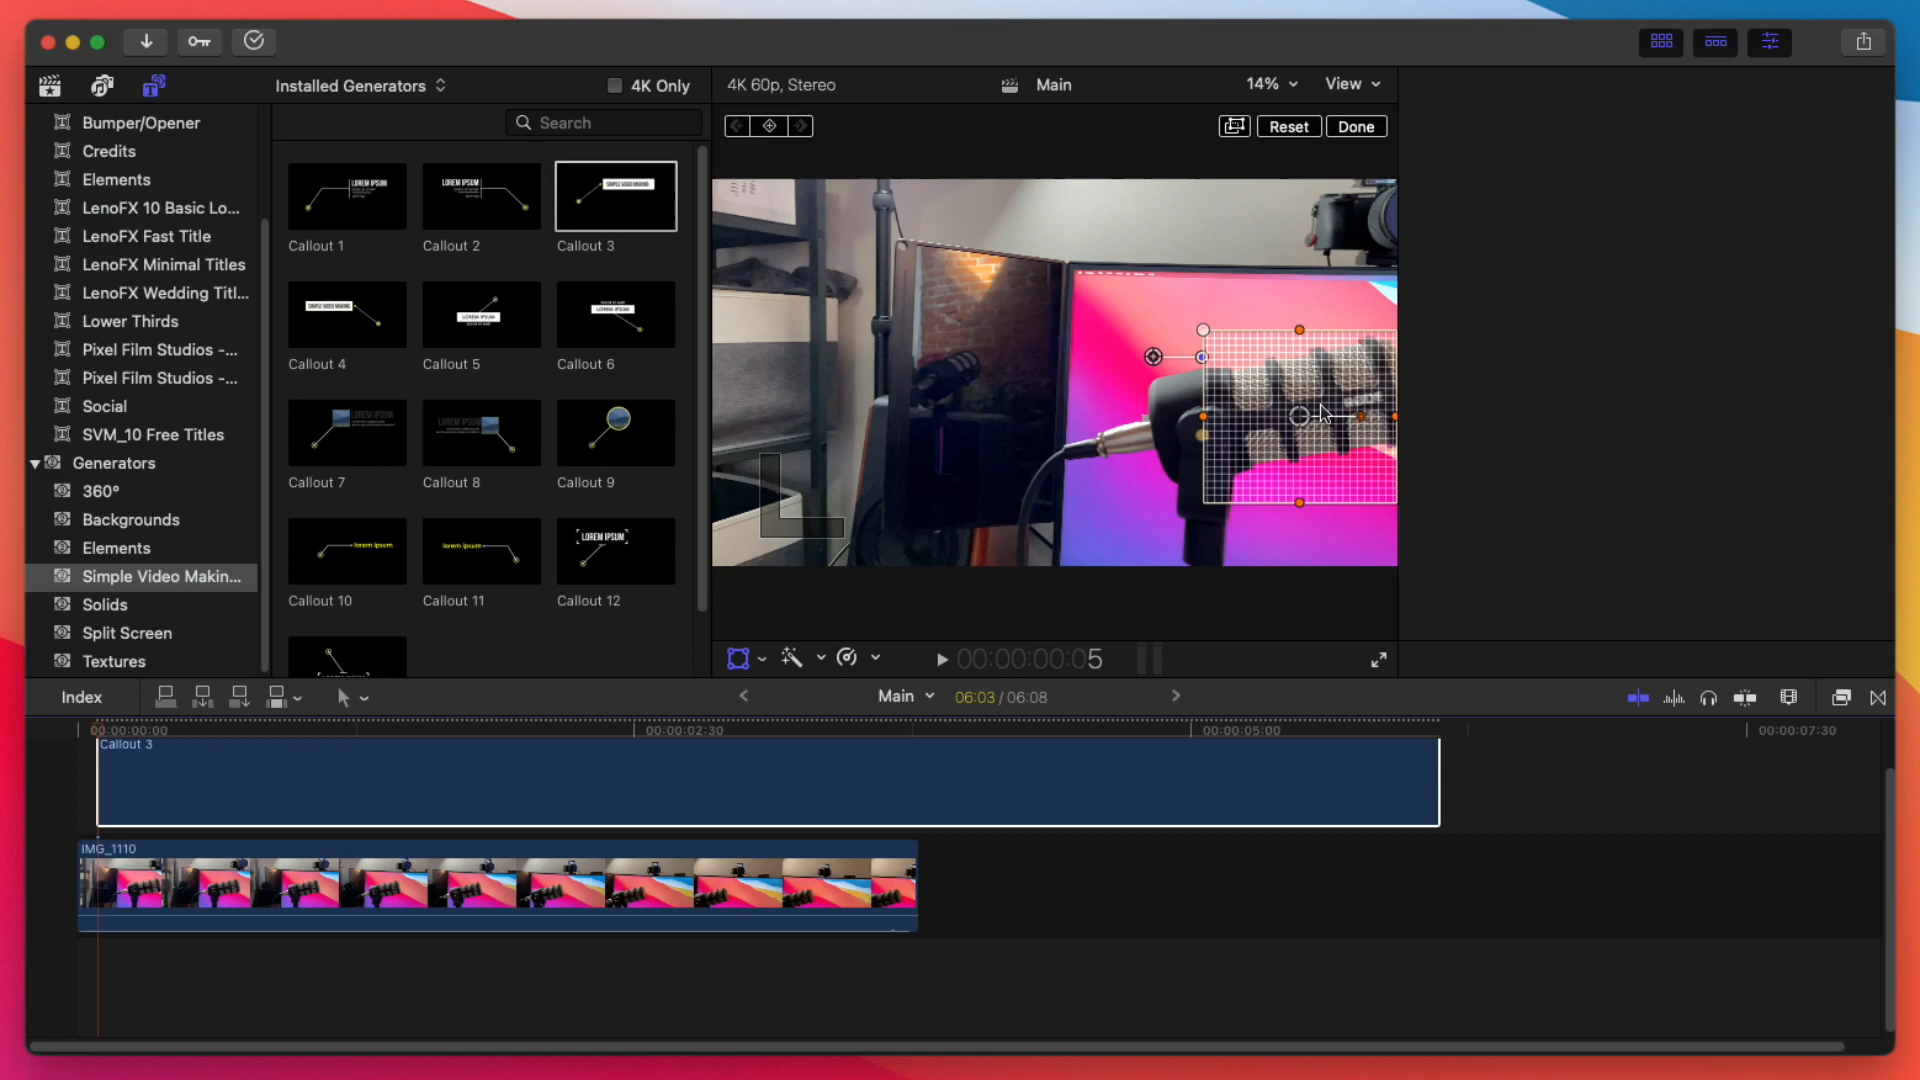 Installed Generators
4K Only
4K 60p, Stereo
Main
14%
View
Search
Reset
Done
Bumper/Opener
Credits
Elements
LenoFX 10 Basic Lo...
LenoFX Fast Title
LenoFX Minimal Titles
LenoFX Wedding Titl...
Lower Thirds
Pixel Film Studios -...
Pixel Film Studios -...
Social
SVM_10 Free Titles
Generators
360°
Backgrounds
Elements
Simple Video Makin...
Solids
Split Screen
Textures
LOREM IPSUM
LOREM IPSUM
SIMPLE VIDEO MAKING
Callout 1
Callout 2
Callout 3
SIMPLE VIDEO MAKING
LOREM IPSUM
LOREM IPSUM
Callout 4
Callout 5
Callout 6
LOREM IPSUM
LOREM IPSUM
Callout 7
Callout 8
Callout 9
lorem ipsum
lorem ipsum
LOREM IPSUM
Callout 10
Callout 11
Callout 12
RODE
00:00:00:05
Index
Main
06:03 / 06:08
00:00:00:00
00:00:02:30
00:00:05:00
00:00:07:30
Callout 3
IMG_1110